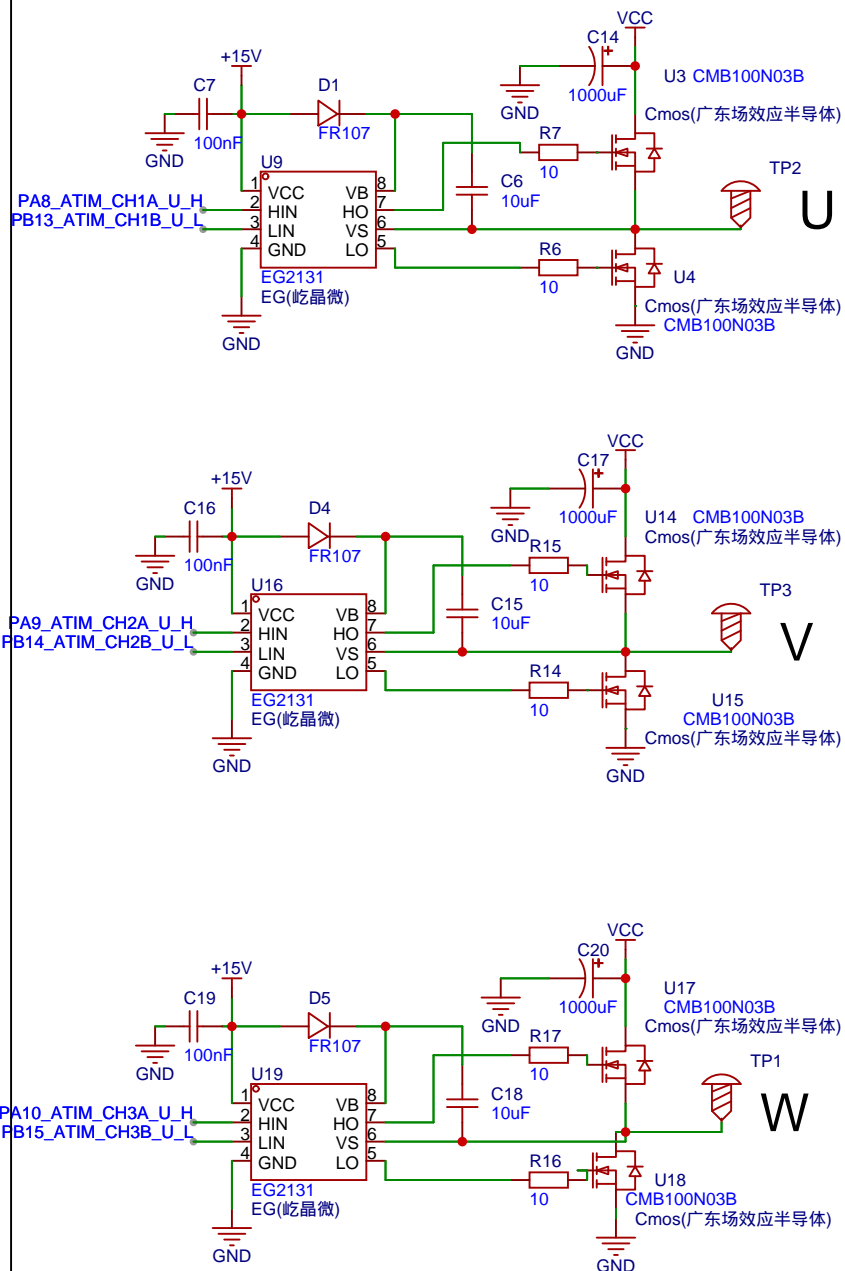 VCC
C14
+15V
U3 CMB100N03B
C7
D1
1000uF
GND
Cmos(广东场效应半导体)
100nF
FR107
R7
GND
U9
TP2
10
C6
10uF
PA8_ATIM_CH1A_U_H
PB13_ATIM_CH1B_U_L
1 VCC VB 8
2 HIN HO 7
3 LIN VS 6
4 GND LO 5
U
R6
10
U4
EG2131
EG(屹晶微)
Cmos(广东场效应半导体)
CMB100N03B
GND
GND
VCC
C17
+15V
C16
D4
1000uF
U14 CMB100N03B
Cmos(广东场效应半导体)
GND
100nF
FR107
R15
GND
U16
10
TP3
C15
10uF
PA9_ATIM_CH2A_U_H
PB14_ATIM_CH2B_U_L
1 VCC VB 8
2 HIN HO 7
3 LIN VS 6
4 GND LO 5
V
R14
10
U15
CMB100N03B
Cmos(广东场效应半导体)
EG2131
EG(屹晶微)
GND
GND
VCC
C20
+15V
C19
D5
1000uF
U17
CMB100N03B
Cmos(广东场效应半导体)
GND
100nF
FR107
R17
GND
U19
10
TP1
C18
10uF
PA10_ATIM_CH3A_U_H
PB15_ATIM_CH3B_U_L
1 VCC VB 8
2 HIN HO 7
3 LIN VS 6
4 GND LO 5
W
R16
10
U18
CMB100N03B
Cmos(广东场效应半导体)
EG2131
EG(屹晶微)
GND
GND